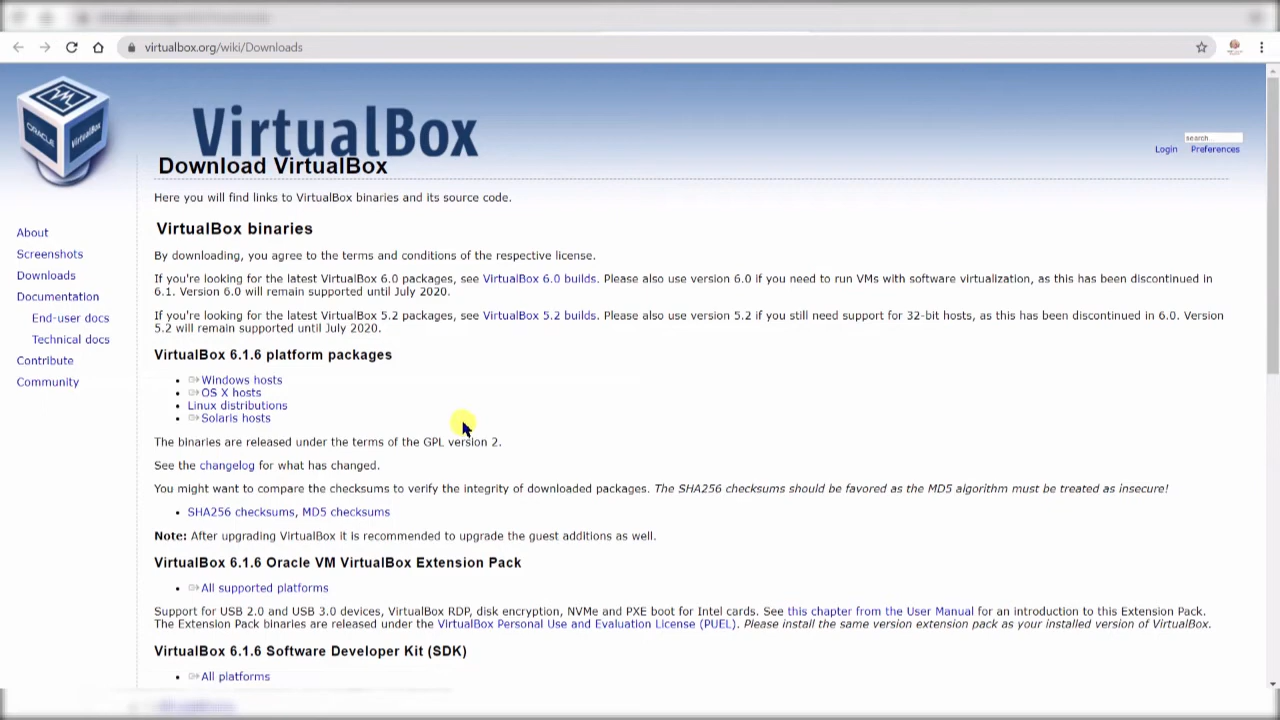 virtualbox.org/wiki/Downloads
VirtualBox
ORACLE
VirtualBox
search...
Login Preferences
Download VirtualBox
Here you will find links to VirtualBox binaries and its source code.
About
Screenshots
Downloads
Documentation
End-user docs
Technical docs
Contribute
Community
VirtualBox binaries
By downloading, you agree to the terms and conditions of the respective license.
If you're looking for the latest VirtualBox 6.0 packages, see VirtualBox 6.0 builds. Please also use version 6.0 if you need to run VMs with software virtualization, as this has been discontinued in
6.1. Version 6.0 will remain supported until July 2020.
If you're looking for the latest VirtualBox 5.2 packages, see VirtualBox 5.2 builds. Please also use version 5.2 if you still need support for 32-bit hosts, as this has been discontinued in 6.0. Version
5.2 will remain supported until July 2020.
VirtualBox 6.1.6 platform packages
• Windows hosts
• OS X hosts
• Linux distributions
• Solaris hosts
The binaries are released under the terms of the GPL version 2.
See the changelog for what has changed.
You might want to compare the checksums to verify the integrity of downloaded packages. The SHA256 checksums should be favored as the MD5 algorithm must be treated as insecure!
• SHA256 checksums, MD5 checksums
Note: After upgrading VirtualBox it is recommended to upgrade the guest additions as well.
VirtualBox 6.1.6 Oracle VM VirtualBox Extension Pack
• All supported platforms
Support for USB 2.0 and USB 3.0 devices, VirtualBox RDP, disk encryption, NVMe and PXE boot for Intel cards. See this chapter from the User Manual for an introduction to this Extension Pack.
The Extension Pack binaries are released under the VirtualBox Personal Use and Evaluation License (PUEL). Please install the same version extension pack as your installed version of VirtualBox.
VirtualBox 6.1.6 Software Developer Kit (SDK)
• All platforms